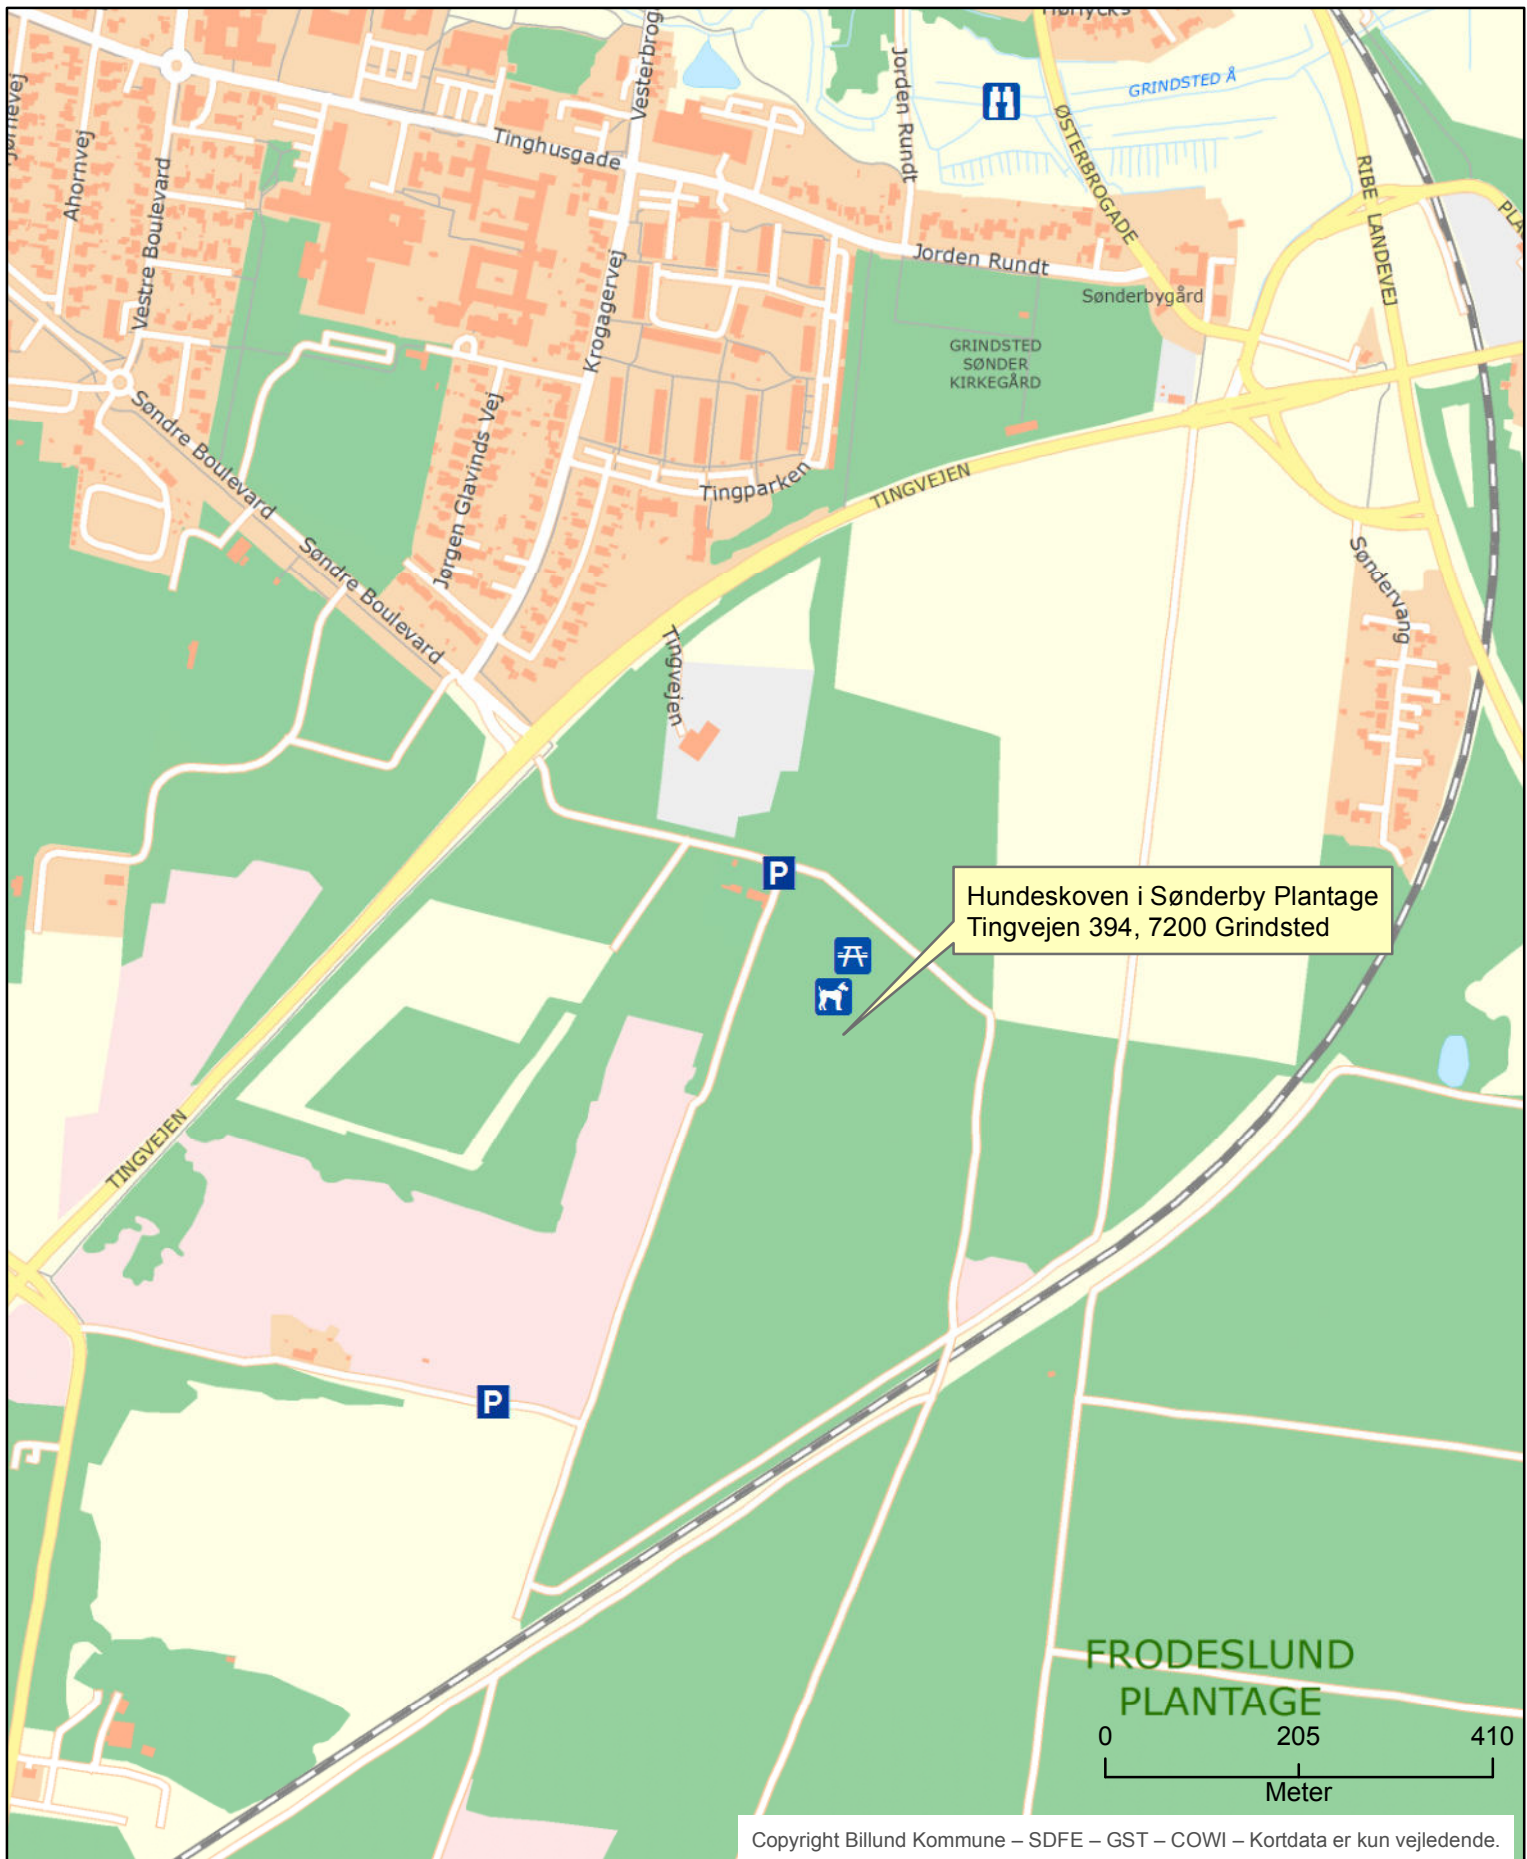 Vesterbrog
Jorden Rundt
GRINDSTED Å
ØSTERBROGADE
RIBE LANDEVEJ
Ahornvej
Vestre Boulevard
Tinghusgade
Krogagervej
Jorden Rundt
Sønderbygård
GRINDSTED
SØNDER
KIRKEGÅRD
Søndre Boulevard
Jørgen Glavinds Vej
Tingparken
TINGVEJEN
Søndre Boulevard
Søndervang
Tingvejen
P
Hundeskoven i Sønderby Plantage
Tingvejen 394, 7200 Grindsted
TINGVEJEN
P
FRODESLUND
PLANTAGE
0 205 410
Meter
Copyright Billund Kommune – SDFE – GST – COWI – Kortdata er kun vejledende.